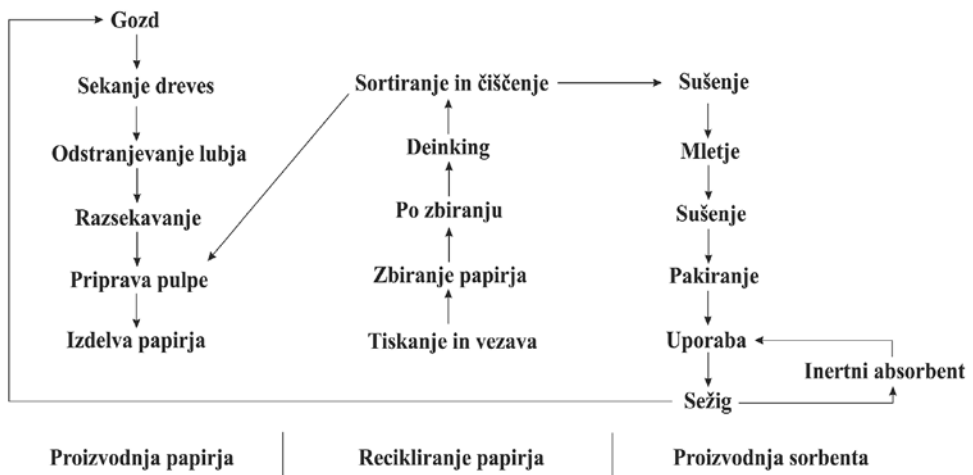 Gozd
Sekanje dreves
Odstranjevanje lubja
Razsekavanje
Priprava pulpe
Izdelva papirja
Sortiranje in čiščenje
Deinking
Po zbiranju
Zbiranje papirja
Tiskanje in vezava
Sušenje
Mletje
Sušenje
Pakiranje
Uporaba
Inertni absorbent
Sežig
Proizvodnja papirja
Recikliranje papirja
Proizvodnja sorbenta